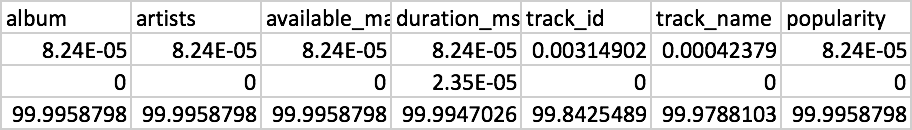 album artists available_ma duration_ms track_id track_name popularity
8.24E-05 8.24E-05 8.24E-05 8.24E-05 0.00314902 0.00042379 8.24E-05
0 0 0 2.35E-05 0 0 0
99.9958798 99.9958798 99.9958798 99.9947026 99.8425489 99.9788103 99.9958798